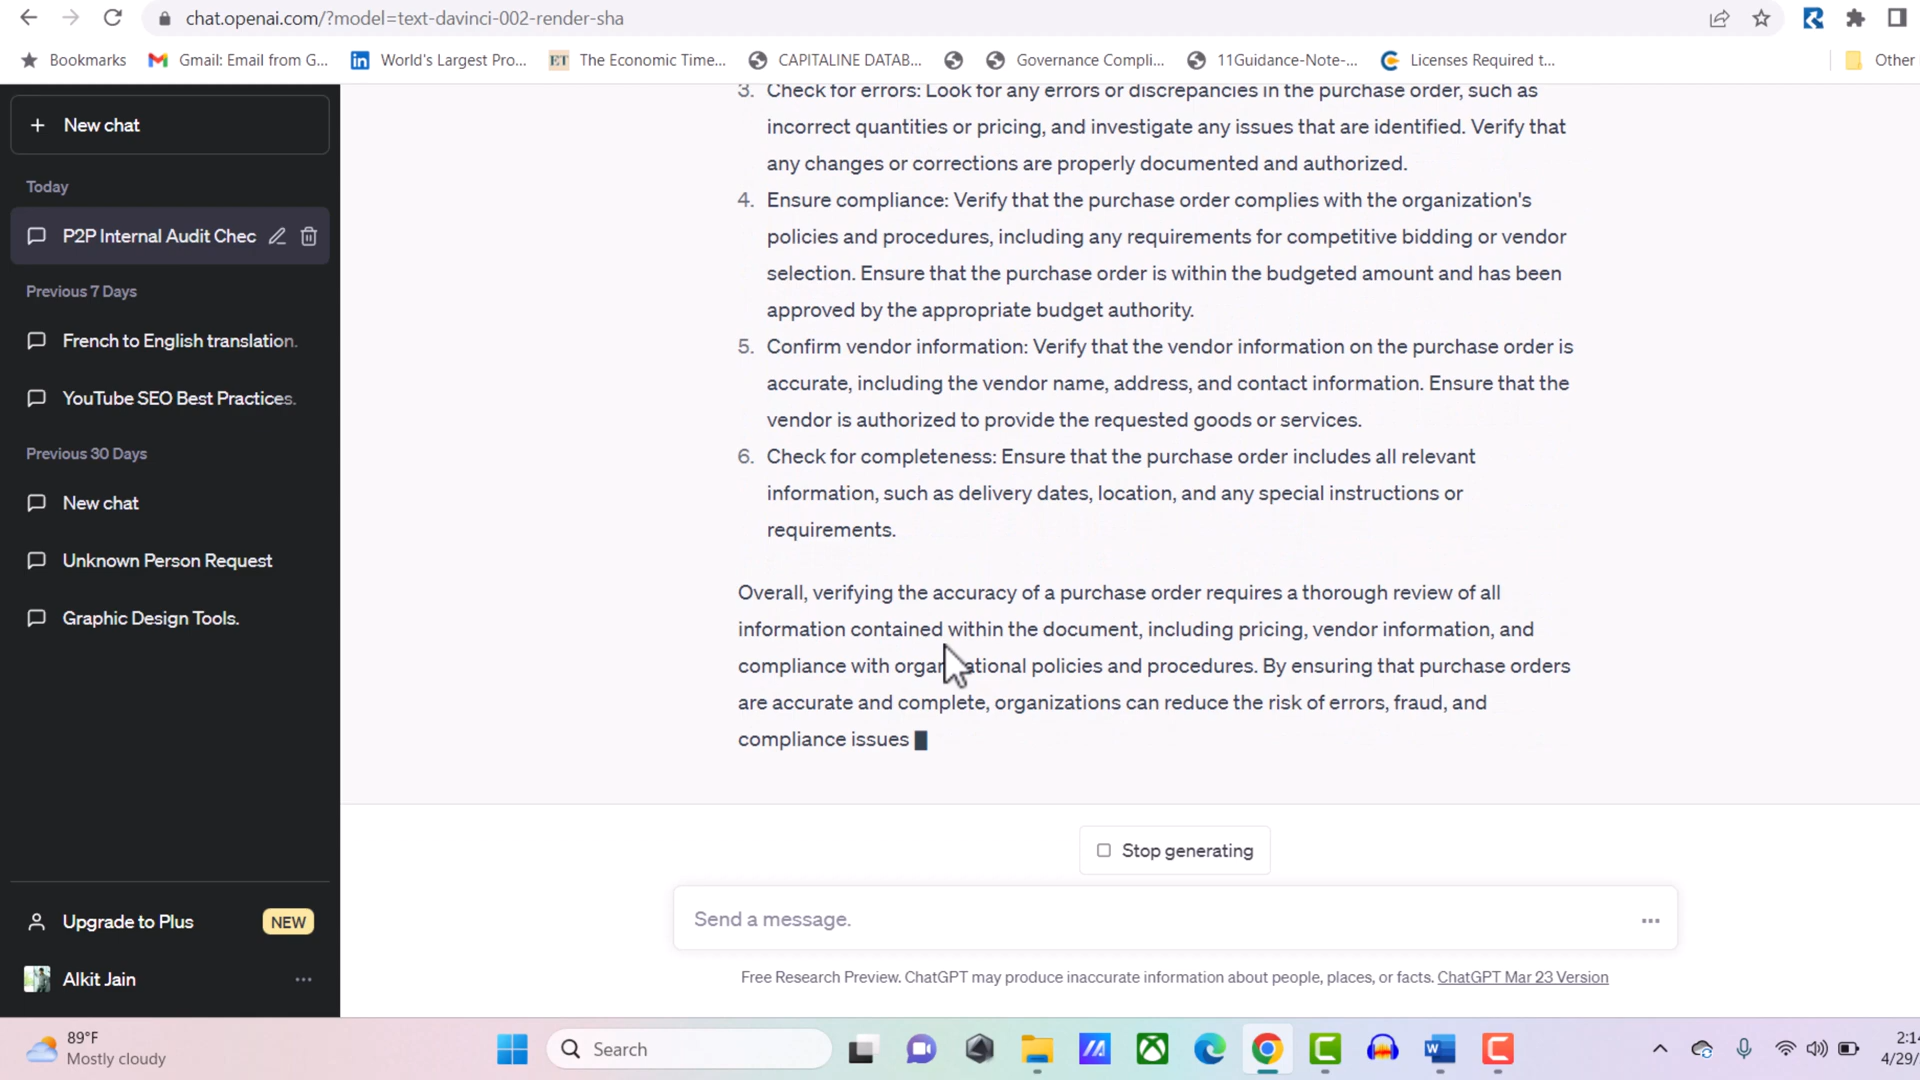 chat.openai.com/?model=text-davinci-002-render-sha
Bookmarks Gmail: Email from G... World's Largest Pro... The Economic Time... CAPITALINE DATAB... Governance Compli... 11Guidance-Note-... Licenses Required t... Other
New chat
Today
P2P Internal Audit Chec
Previous 7 Days
French to English translation.
YouTube SEO Best Practices.
Previous 30 Days
New chat
Unknown Person Request
Graphic Design Tools.
Upgrade to Plus NEW
Alkit Jain
3. Check for errors: Look for any errors or discrepancies in the purchase order, such as
incorrect quantities or pricing, and investigate any issues that are identified. Verify that
any changes or corrections are properly documented and authorized.
4. Ensure compliance: Verify that the purchase order complies with the organization's
policies and procedures, including any requirements for competitive bidding or vendor
selection. Ensure that the purchase order is within the budgeted amount and has been
approved by the appropriate budget authority.
5. Confirm vendor information: Verify that the vendor information on the purchase order is
accurate, including the vendor name, address, and contact information. Ensure that the
vendor is authorized to provide the requested goods or services.
6. Check for completeness: Ensure that the purchase order includes all relevant
information, such as delivery dates, location, and any special instructions or
requirements.
Overall, verifying the accuracy of a purchase order requires a thorough review of all
information contained within the document, including pricing, vendor information, and
compliance with organizational policies and procedures. By ensuring that purchase orders
are accurate and complete, organizations can reduce the risk of errors, fraud, and
compliance issues
Stop generating
Send a message.
Free Research Preview. ChatGPT may produce inaccurate information about people, places, or facts. ChatGPT Mar 23 Version
89°F
Mostly cloudy
Search
2:1
4/29/